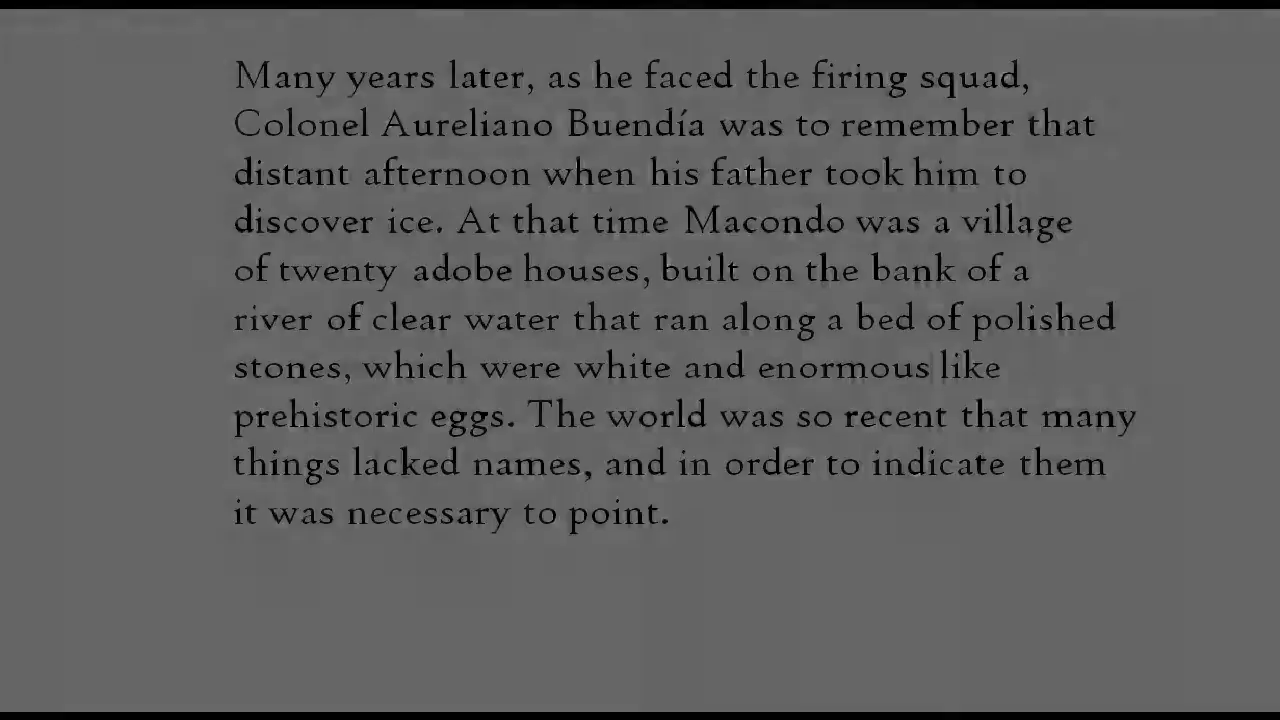 Many years later, as he faced the firing squad,
Colonel Aureliano Buendía was to remember that
distant afternoon when his father took him to
discover ice. At that time Macondo was a village
of twenty adobe houses, built on the bank of a
river of clear water that ran along a bed of polished
stones, which were white and enormous like
prehistoric eggs. The world was so recent that many
things lacked names, and in order to indicate them
it was necessary to point.